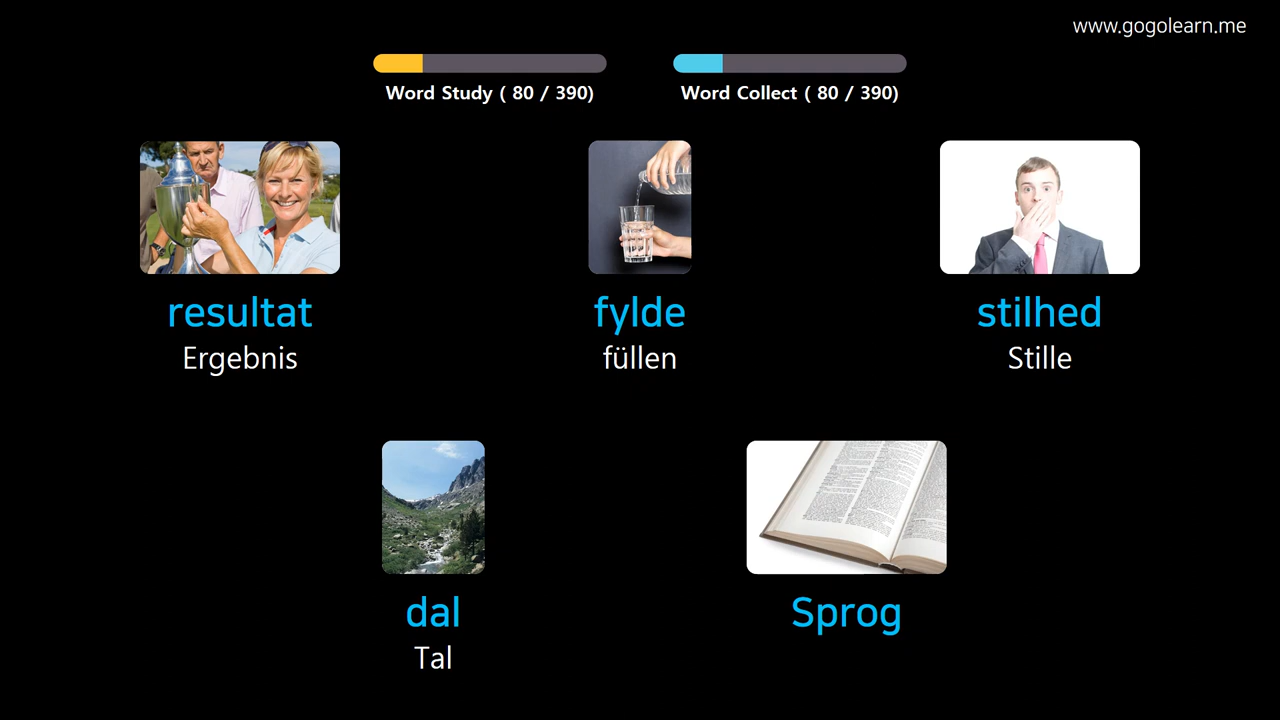 www.gogolearn.me
Word Study ( 80 / 390)
Word Collect ( 80 / 390)
resultat
Ergebnis
fylde
füllen
stilhed
Stille
dal
Tal
Sprog